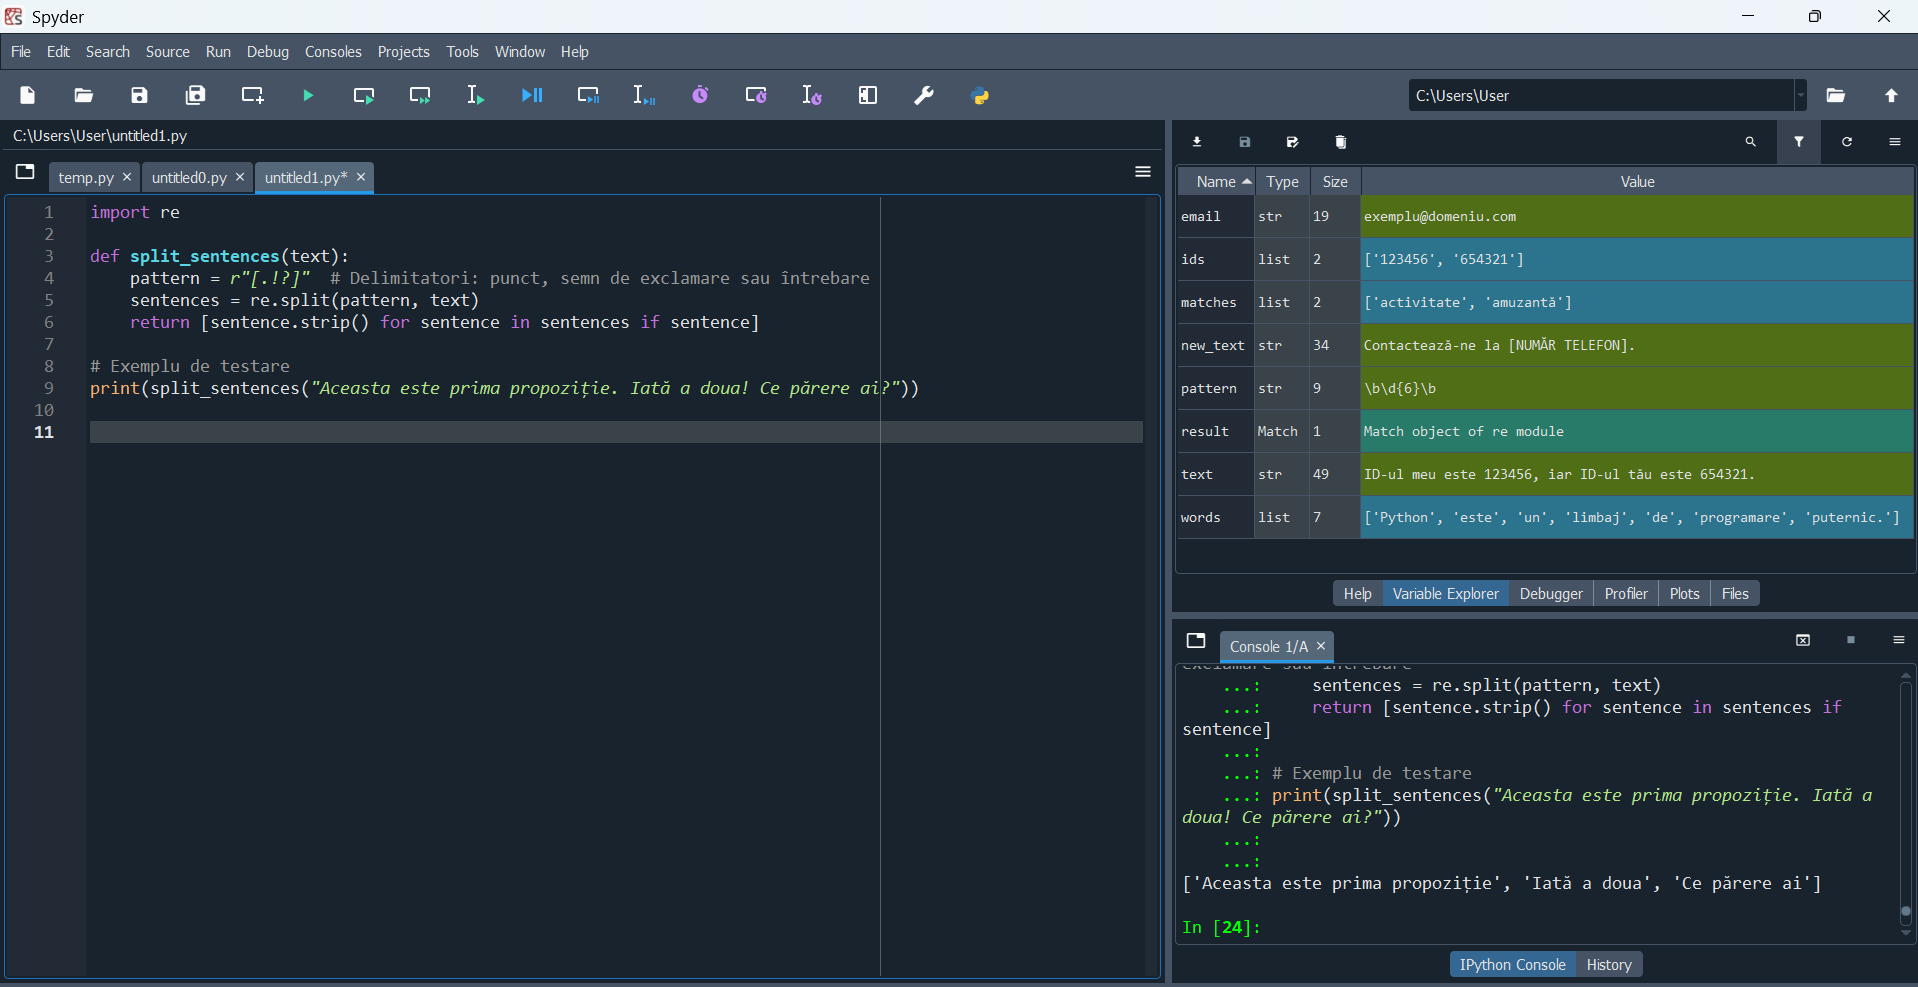 Spyder
File Edit Search Source Run Debug Consoles Projects Tools Window Help
C:\Users\User
C:\Users\User\untitled1.py
temp.py untitled0.py untitled1.py*
1 import re
2
3 def split_sentences(text):
4 pattern = r"[.!?]" # Delimitatori: punct, semn de exclamare sau întrebare
5 sentences = re.split(pattern, text)
6 return [sentence.strip() for sentence in sentences if sentence]
7
8 # Exemplu de testare
9 print(split_sentences("Aceasta este prima propoziție. Iată a doua! Ce părere ai?"))
10
11
Name Type Size Value
email str 19 exemplu@domeniu.com
ids list 2 ['123456', '654321']
matches list 2 ['activitate', 'amuzantă']
new_text str 34 Contactează-ne la [NUMĂR TELEFON].
pattern str 9 \b\d{6}\b
result Match 1 Match object of re module
text str 49 ID-ul meu este 123456, iar ID-ul tău este 654321.
words list 7 ['Python', 'este', 'un', 'limbaj', 'de', 'programare', 'puternic.']
Help Variable Explorer Debugger Profiler Plots Files
Console 1/A
exclamare sau întrebare
...: sentences = re.split(pattern, text)
...: return [sentence.strip() for sentence in sentences if
sentence]
...:
...: # Exemplu de testare
...: print(split_sentences("Aceasta este prima propoziție. Iată a
doua! Ce părere ai?"))
...:
...:
['Aceasta este prima propoziție', 'Iată a doua', 'Ce părere ai']
In [24]:
IPython Console History